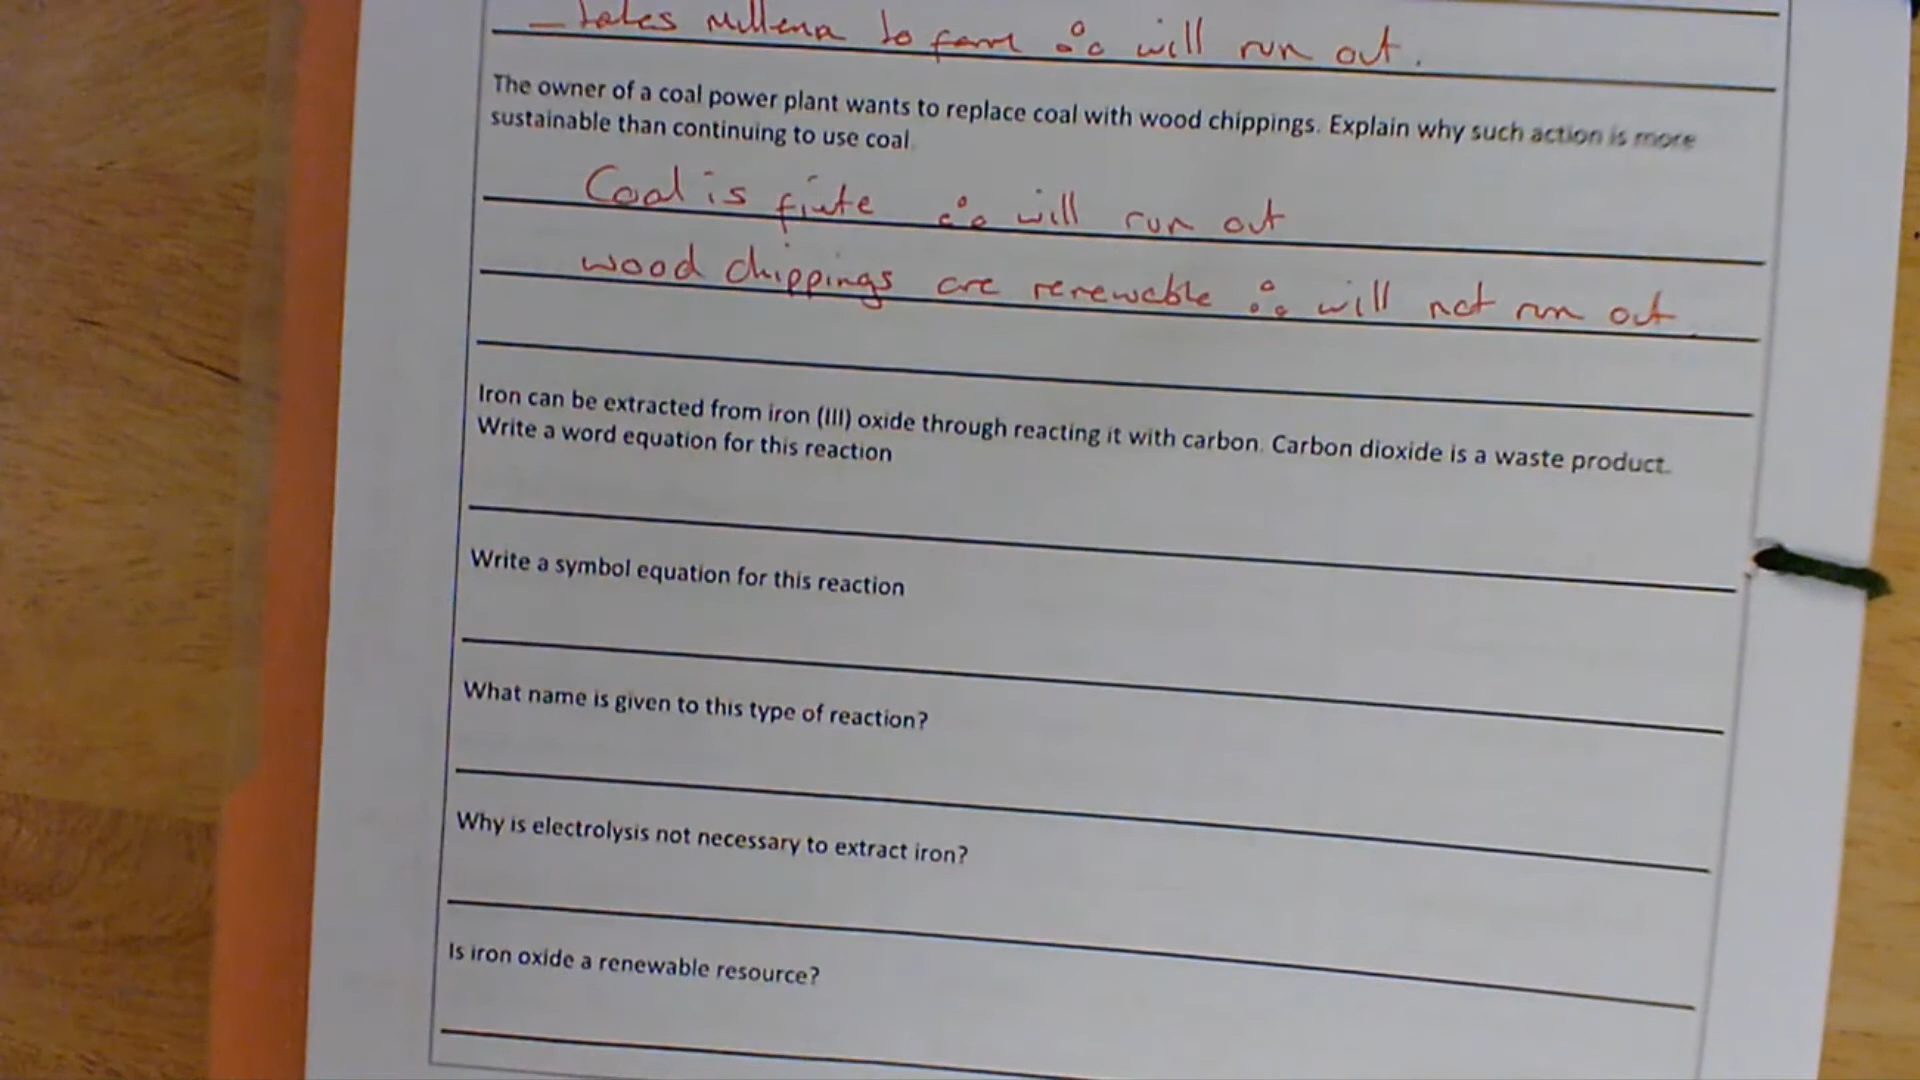 takes millena to form ∴ will run out.
The owner of a coal power plant wants to replace coal with wood chippings. Explain why such action is more
sustainable than continuing to use coal.
Coal is finite ∴ will run out
wood chippings are renewable ∴ will not run out
Iron can be extracted from iron (III) oxide through reacting it with carbon. Carbon dioxide is a waste product.
Write a word equation for this reaction
Write a symbol equation for this reaction
What name is given to this type of reaction?
Why is electrolysis not necessary to extract iron?
Is iron oxide a renewable resource?